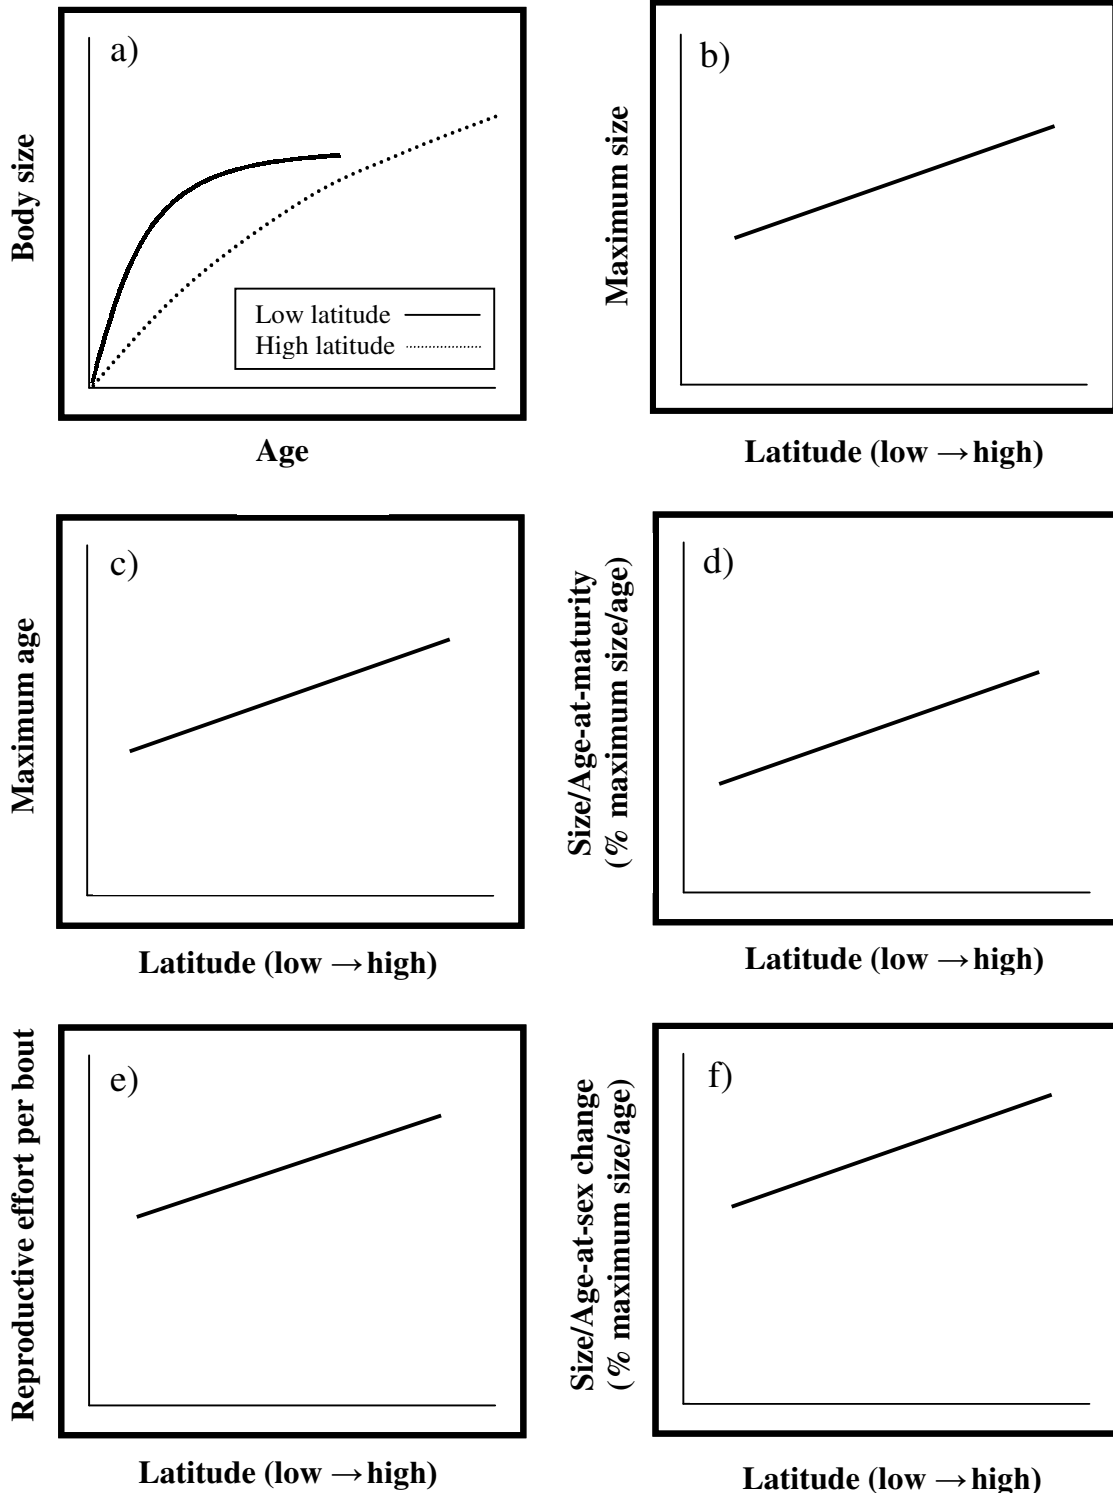 a)
Body size
Low latitude
High latitude
Age
b)
Maximum size
Latitude (low → high)
c)
Maximum age
Latitude (low → high)
d)
Size/Age-at-maturity
(% maximum size/age)
Latitude (low → high)
e)
Reproductive effort per bout
Latitude (low → high)
f)
Size/Age-at-sex change
(% maximum size/age)
Latitude (low → high)